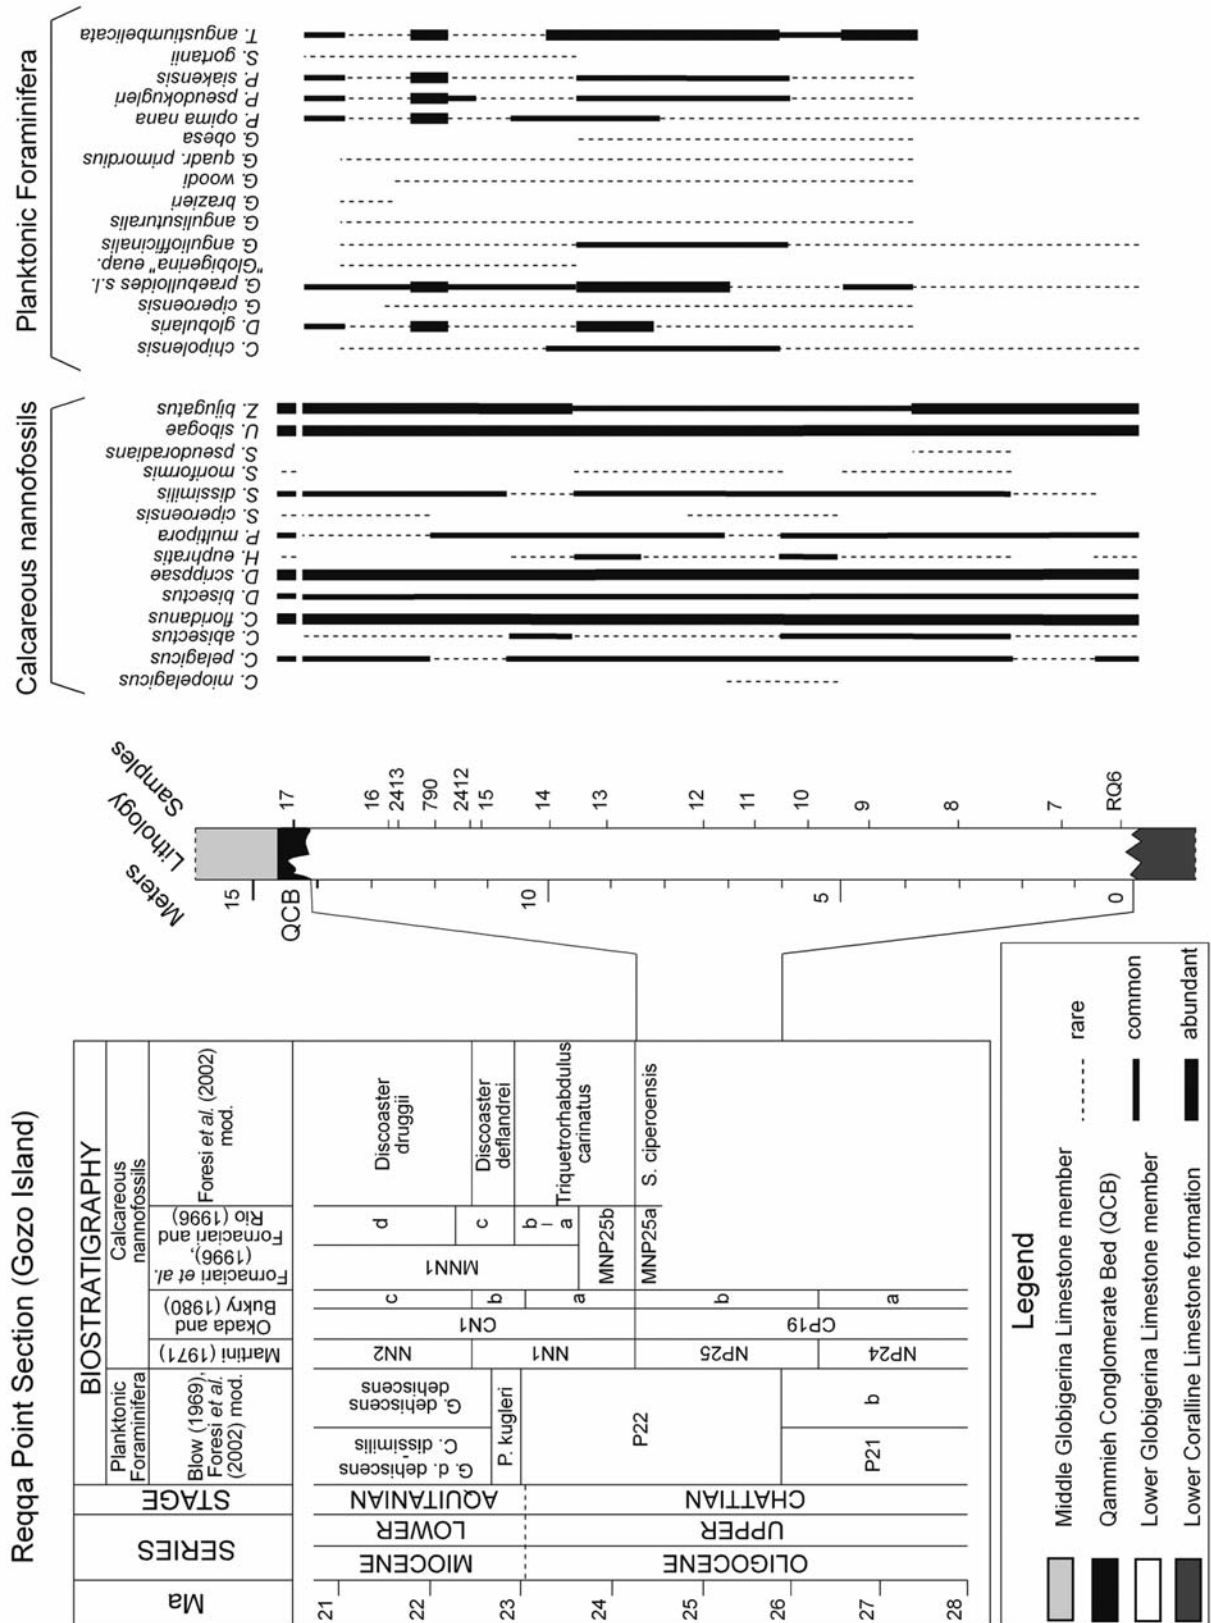 Reqqa Point Section (Gozo Island)
Ma
SERIES
STAGE
BIOSTRATIGRAPHY
Planktonic
Foraminifera
Calcareous
nannofossils
Blow (1969),
Foresi et al.
(2002) mod.
Martini (1971)
Okada and
Bukry (1980)
Fornaciari et al.
(1996),
Fornaciari and
Rio (1996)
Foresi et al. (2002)
mod.
21
22
23
24
25
26
27
28
MIOCENE
OLIGOCENE
LOWER
UPPER
AQUITANIAN
CHATTIAN
G. d. dehiscens
-
C. dissimilis
G. dehiscens
dehiscens
P. kugleri
P22
P21
b
NN2
NN1
NP25
NP24
CN1
CP19
c
b
a
b
a
MNN1
d
c
b
-
a
MNP25b
MNP25a
Discoaster
druggii
Discoaster
deflandrei
Triquetrorhabdulus
carinatus
S. ciperoensis
Meters
Lithology
Samples
15
QCB
10
5
0
17
16
2413
790
2412
15
14
13
12
11
10
9
8
7
RQ6
Calcareous nannofossils
C. miopelagicus
C. pelagicus
C. abisectus
C. floridanus
D. bisectus
D. scrippsae
H. euphratis
P. multipora
S. ciperoensis
S. dissimilis
S. moriformis
S. pseudoradians
U. sibogae
Z. bijugatus
Planktonic Foraminifera
C. chipolensis
D. globularis
G. ciperoensis
G. praebulloides s.l.
"Globigerina" euap.
G. anguliofficinalis
G. angulisuturalis
G. brazieri
G. woodi
G. quadr. primordius
G. obesa
P. opima nana
P. pseudokugleri
P. siakensis
S. gortanii
T. angustiumbelicata
Legend
Middle Globigerina Limestone member
Qammieh Conglomerate Bed (QCB)
Lower Globigerina Limestone member
Lower Coralline Limestone formation
rare
common
abundant